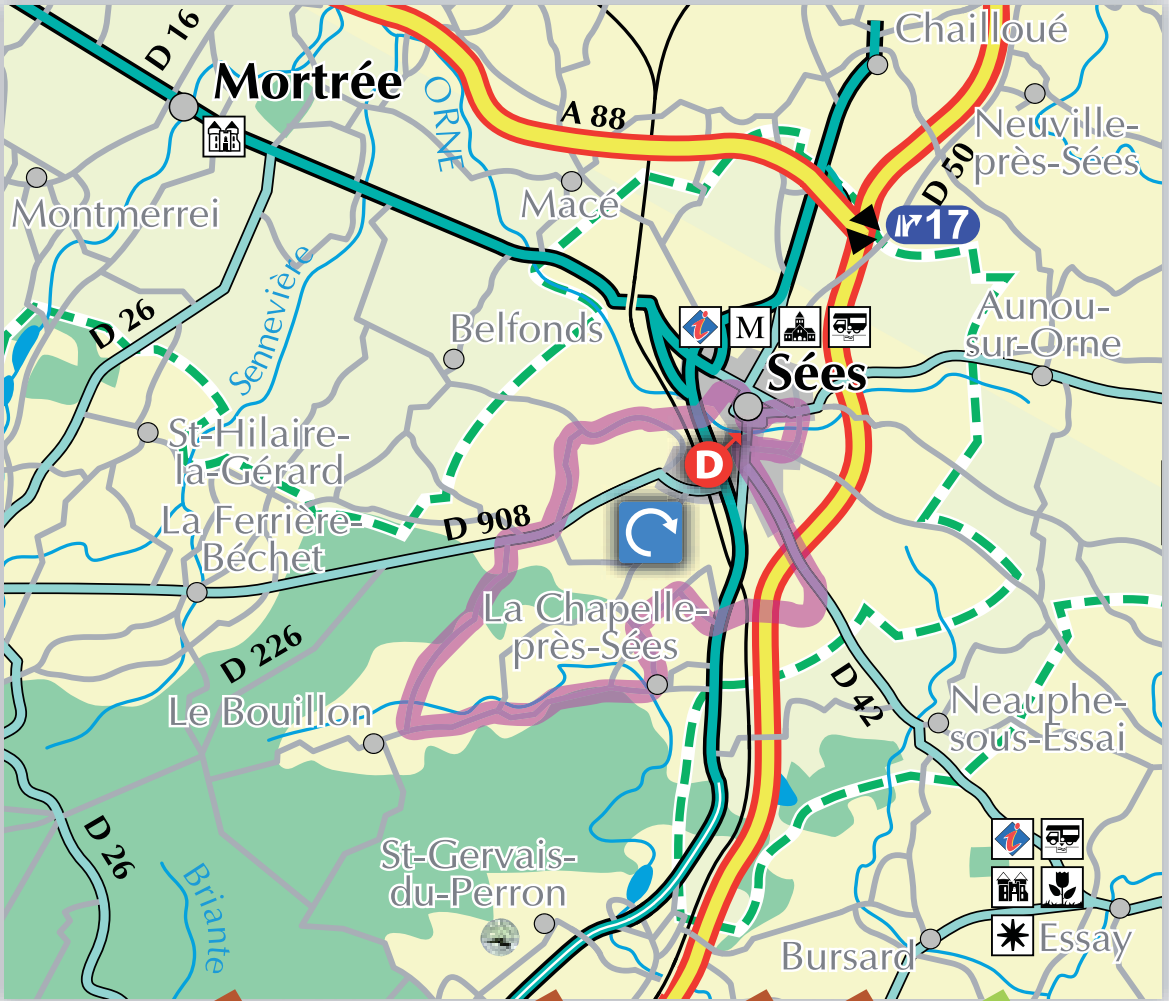 D 16
Chailloué
Mortrée
ORNE
A 88
Neuville-
près-Sées
D 50
Montmerrei
Macé
17
Sennevière
Aunou-
sur-Orne
D 26
Belfonds
M
Sées
St-Hilaire-
la-Gérard
D
La Ferrière-
Béchet
D 908
La Chapelle-
près-Sées
D 226
Le Bouillon
D 42
Neauphe-
sous-Essai
D 26
St-Gervais-
du-Perron
Briante
i
i
Bursard
Essay